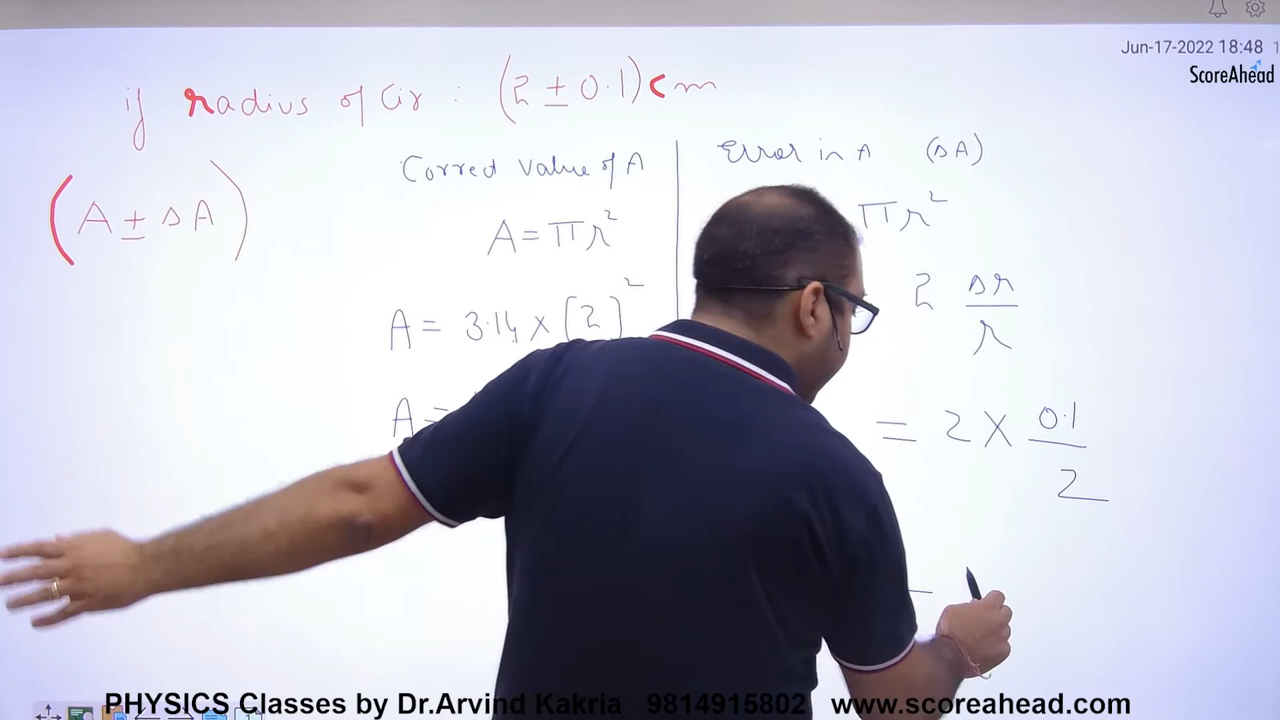 Jun-17-2022 18:48
ScoreAhead
if radius of Cir : (2 ± 0.1) cm
Correct value of A
Error in A (ΔA)
(A ± ΔA)
A = πr²
πr²
2 Δr/r
A = 3.14 × (2)²
A =
= 2 × 0.1/2
PHYSICS Classes by Dr.Arvind Kakria 9814915802 www.scoreahead.com